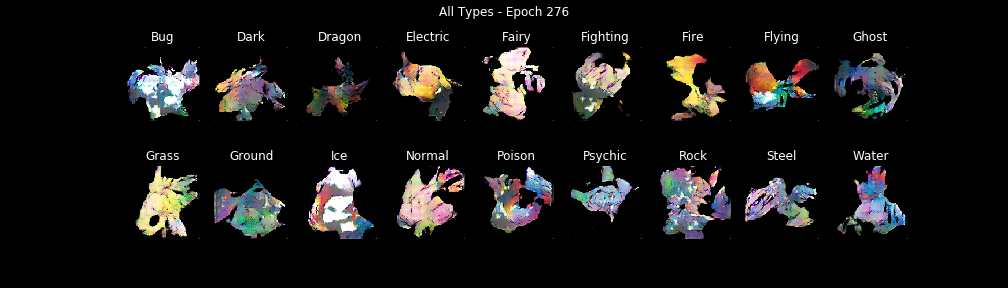 All Types - Epoch 276
Bug Dark Dragon Electric Fairy Fighting Fire Flying Ghost
Grass Ground Ice Normal Poison Psychic Rock Steel Water